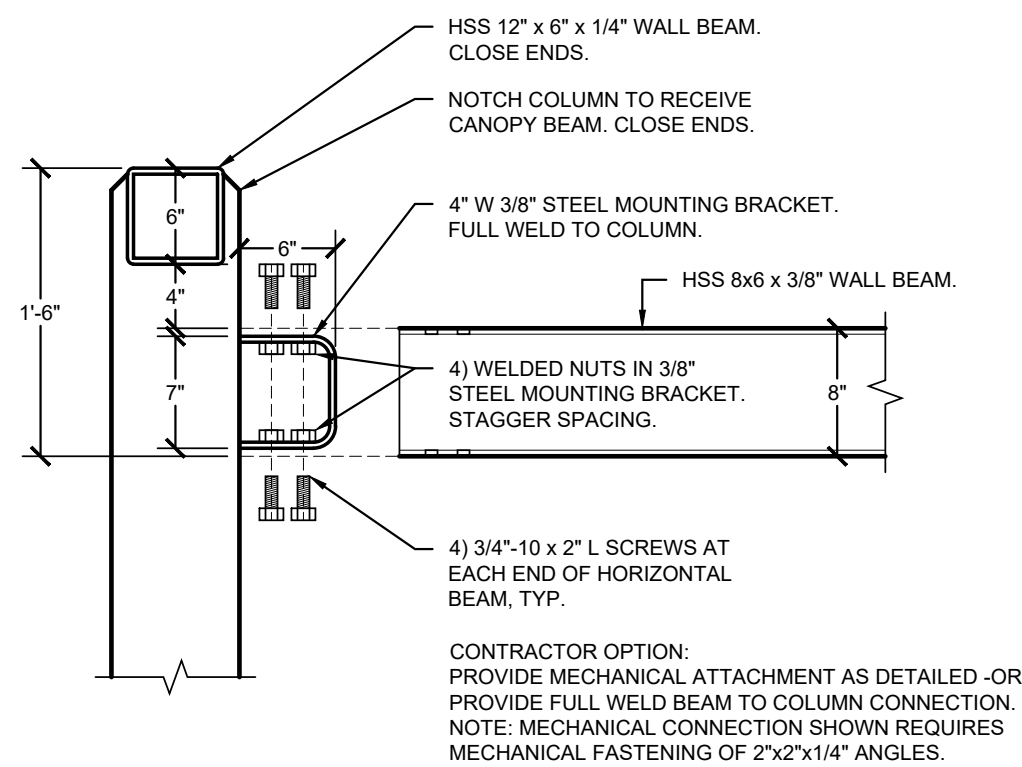 HSS 12" x 6" x 1/4" WALL BEAM.
CLOSE ENDS.
NOTCH COLUMN TO RECEIVE
CANOPY BEAM. CLOSE ENDS.
6"
4" W 3/8" STEEL MOUNTING BRACKET.
FULL WELD TO COLUMN.
6"
HSS 8x6 x 3/8" WALL BEAM.
4"
1'-6"
4) WELDED NUTS IN 3/8"
STEEL MOUNTING BRACKET.
STAGGER SPACING.
7"
8"
4) 3/4"-10 x 2" L SCREWS AT
EACH END OF HORIZONTAL
BEAM, TYP.
CONTRACTOR OPTION:
PROVIDE MECHANICAL ATTACHMENT AS DETAILED -OR
PROVIDE FULL WELD BEAM TO COLUMN CONNECTION.
NOTE: MECHANICAL CONNECTION SHOWN REQUIRES
MECHANICAL FASTENING OF 2"x2"x1/4" ANGLES.